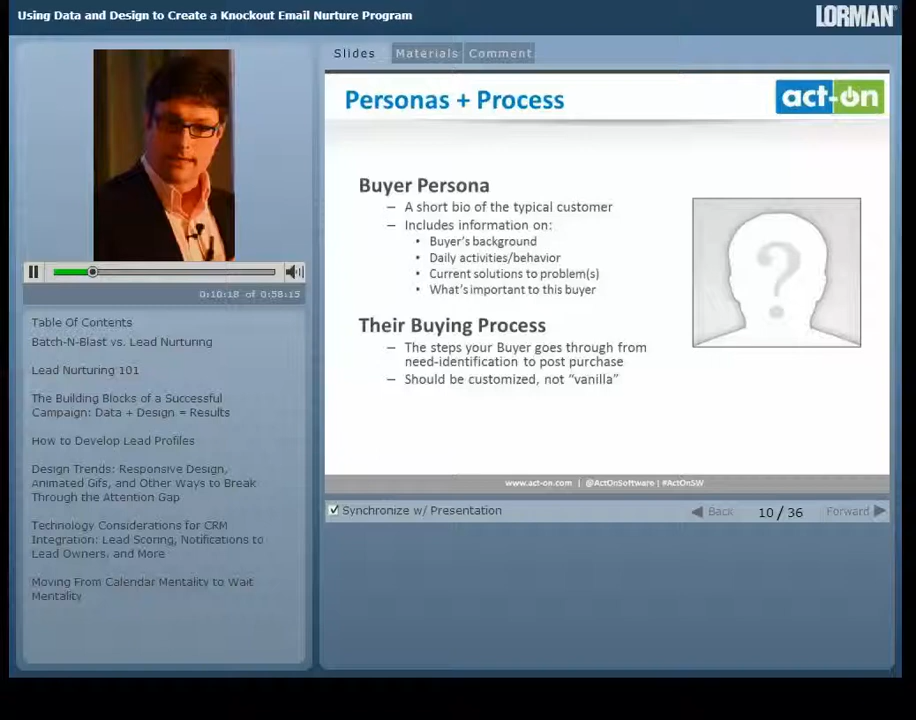 Using Data and Design to Create a Knockout Email Nurture Program
LORMAN
Slides
Materials
Comment
Personas + Process
act-on
Buyer Persona
– A short bio of the typical customer
– Includes information on:
• Buyer's background
• Daily activities/behavior
• Current solutions to problem(s)
• What's important to this buyer
Their Buying Process
– The steps your Buyer goes through from
need-identification to post purchase
– Should be customized, not "vanilla"
?
www.act-on.com | @ActOnSoftware | #ActOnSW
0:10:18 of 0:58:15
Table Of Contents
Batch-N-Blast vs. Lead Nurturing
Lead Nurturing 101
The Building Blocks of a Successful
Campaign: Data + Design = Results
How to Develop Lead Profiles
Design Trends: Responsive Design,
Animated Gifs, and Other Ways to Break
Through the Attention Gap
Technology Considerations for CRM
Integration: Lead Scoring, Notifications to
Lead Owners, and More
Moving From Calendar Mentality to Wait
Mentality
Synchronize w/ Presentation
Back
10 / 36
Forward